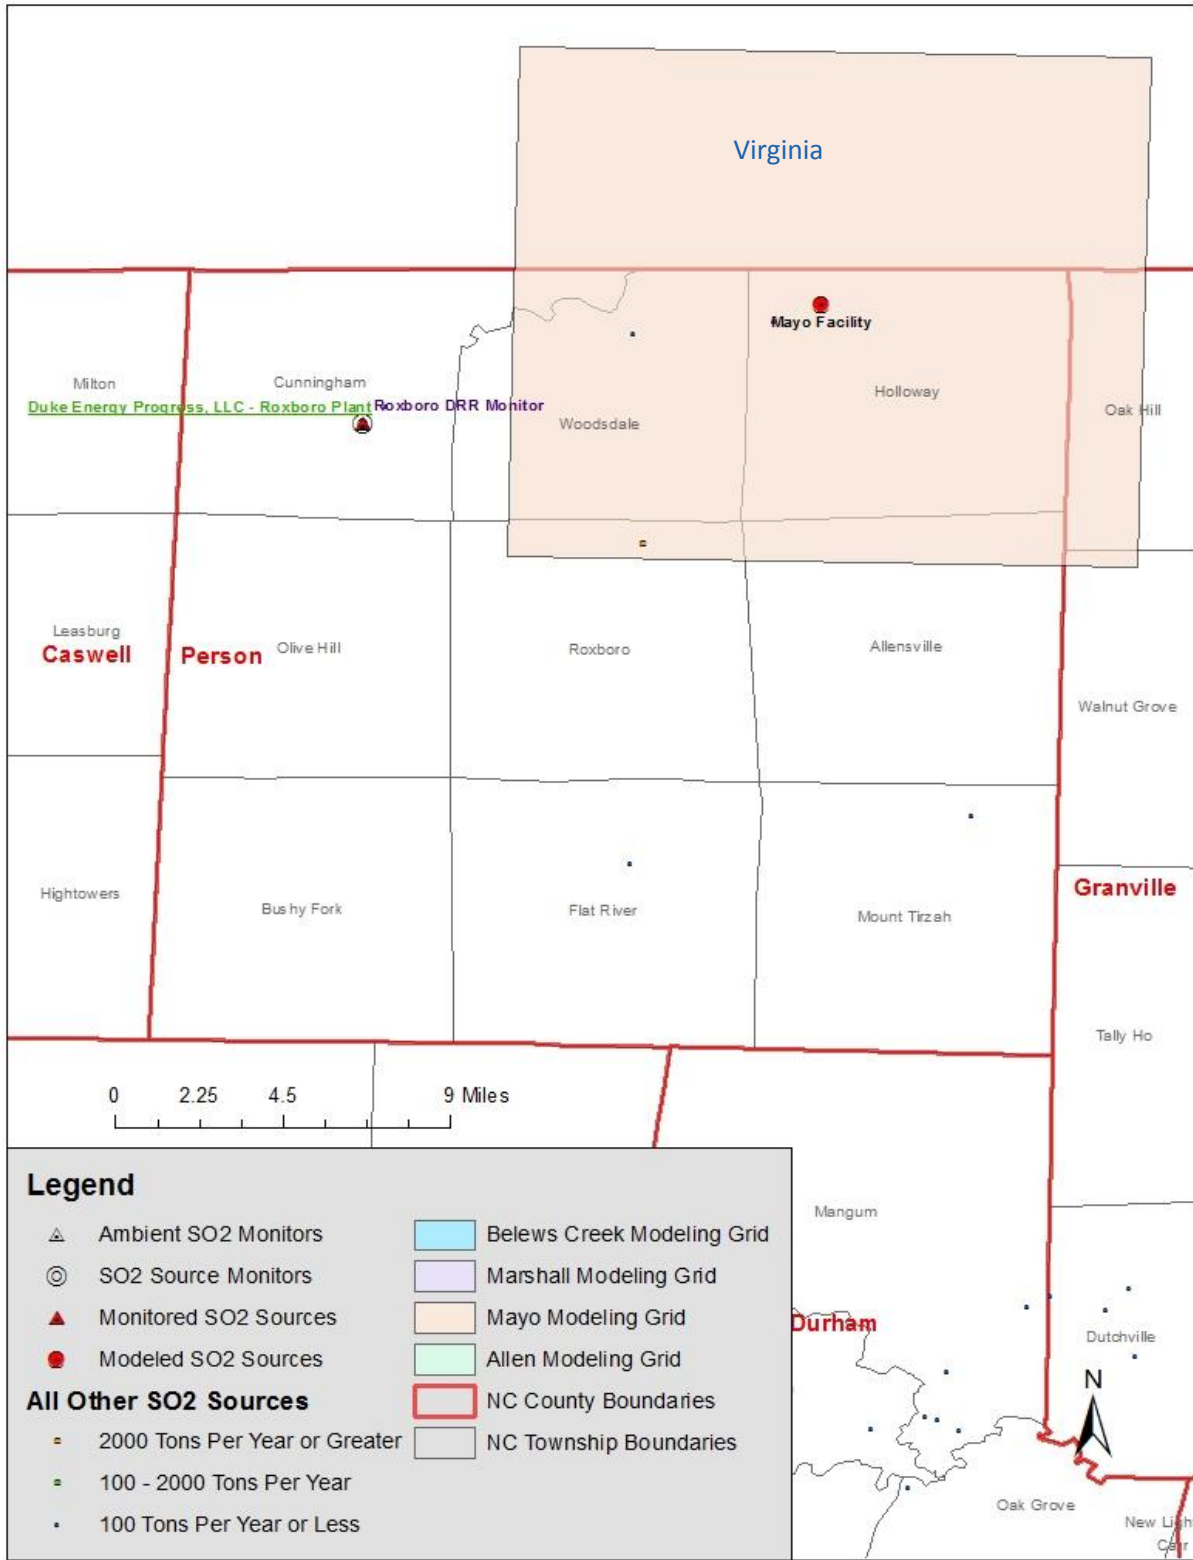 Virginia
Mayo Facility
Milton
Cunningham
Holloway
Duke Energy Progress, LLC - Roxboro Plant
Roxboro DRR Monitor
Oak Hill
Woodsdale
Leasburg
Caswell
Person
Olive Hill
Roxboro
Allensville
Walnut Grove
Hightowers
Bushy Fork
Flat River
Mount Tirzah
Granville
Tally Ho
0 2.25 4.5 9 Miles
Mangum
Durham
Dutchville
N
Oak Grove
New Ligh
Legend
Ambient SO2 Monitors
SO2 Source Monitors
Monitored SO2 Sources
Modeled SO2 Sources
All Other SO2 Sources
2000 Tons Per Year or Greater
100 - 2000 Tons Per Year
100 Tons Per Year or Less
Belews Creek Modeling Grid
Marshall Modeling Grid
Mayo Modeling Grid
Allen Modeling Grid
NC County Boundaries
NC Township Boundaries